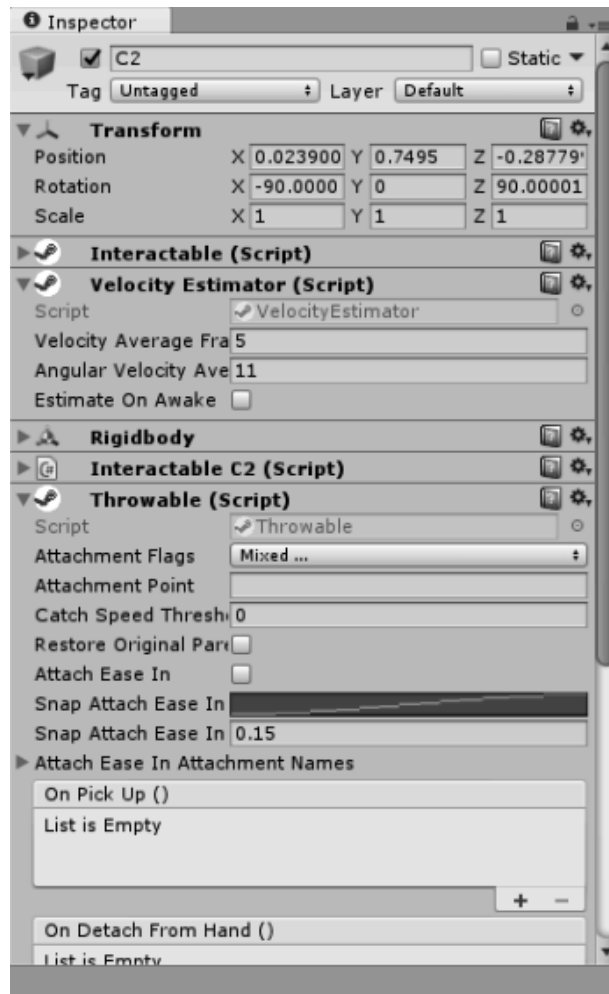 Inspector
C2 Static
Tag Untagged Layer Default
Transform
Position X 0.023900 Y 0.7495 Z -0.28779
Rotation X -90.0000 Y 0 Z 90.00001
Scale X 1 Y 1 Z 1
Interactable (Script)
Velocity Estimator (Script)
Script VelocityEstimator
Velocity Average Fra 5
Angular Velocity Ave 11
Estimate On Awake
Rigidbody
Interactable C2 (Script)
Throwable (Script)
Script Throwable
Attachment Flags Mixed ...
Attachment Point
Catch Speed Thresh 0
Restore Original Par
Attach Ease In
Snap Attach Ease In
Snap Attach Ease In 0.15
Attach Ease In Attachment Names
On Pick Up ()
List is Empty
+ −
On Detach From Hand ()
List is Empty